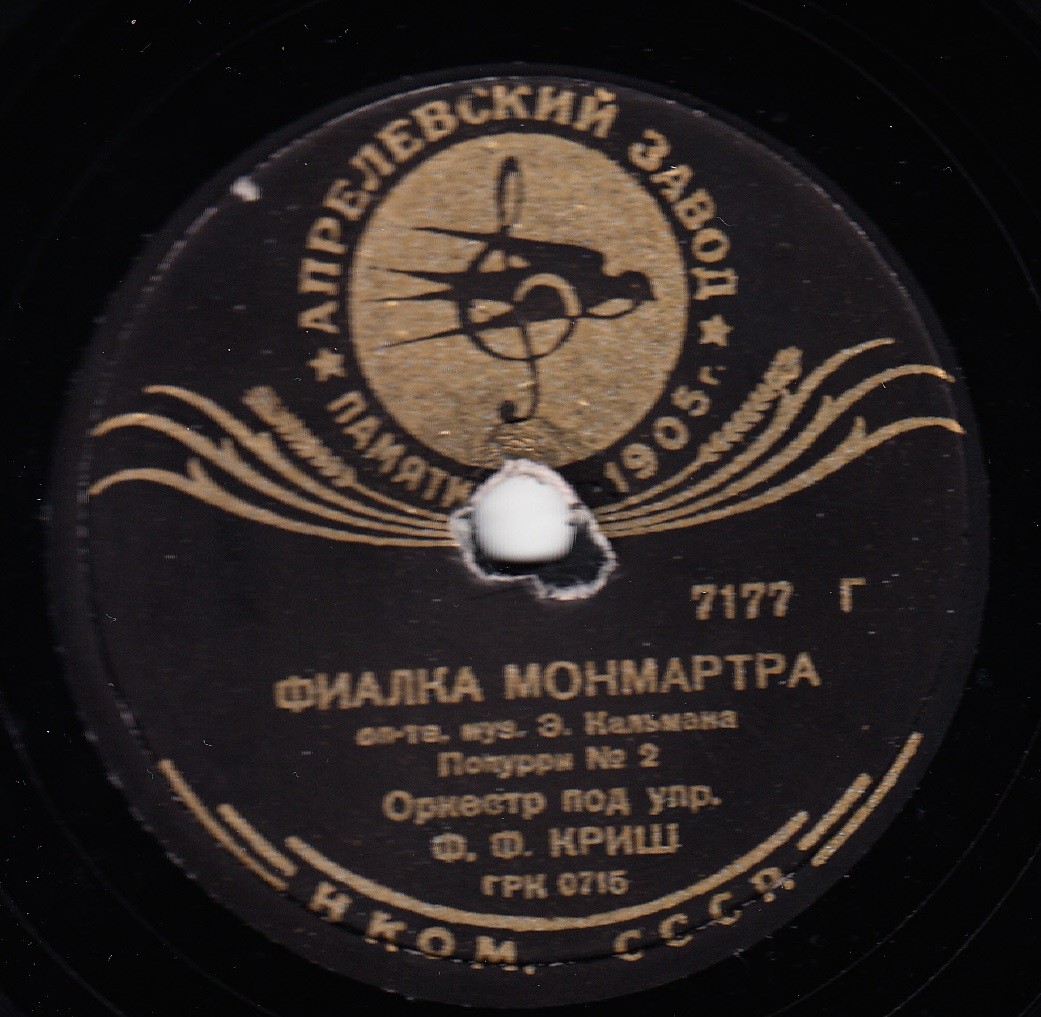 АПРЕЛЕВСКИЙ ЗАВОД
ПАМЯТИ 1905 г.
7177 Г
ФИАЛКА МОНМАРТРА
оп-та, муз. Э. Кальмана
Попурри № 2
Оркестр под упр.
Ф. Ф. КРИШ
ГРК 0715
Н.КОМ. СССР.